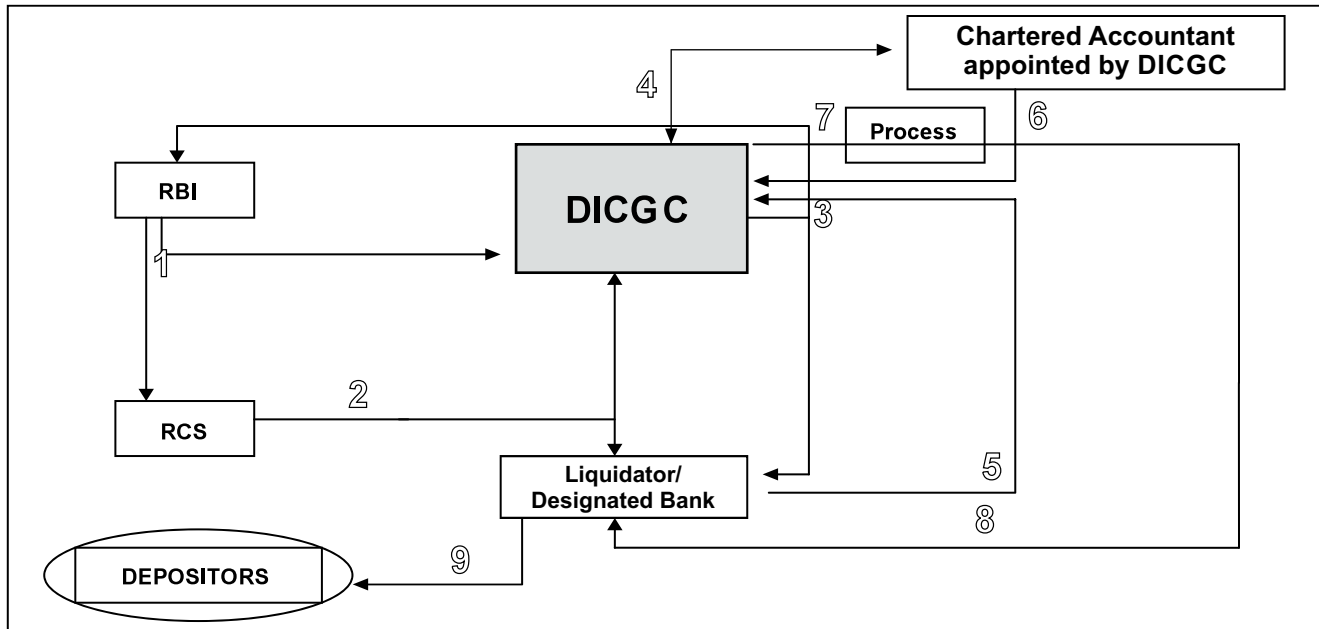 Chartered Accountant
appointed by DICGC
4
7
6
Process
RBI
DICGC
3
1
2
RCS
Liquidator/
Designated Bank
5
8
9
DEPOSITORS